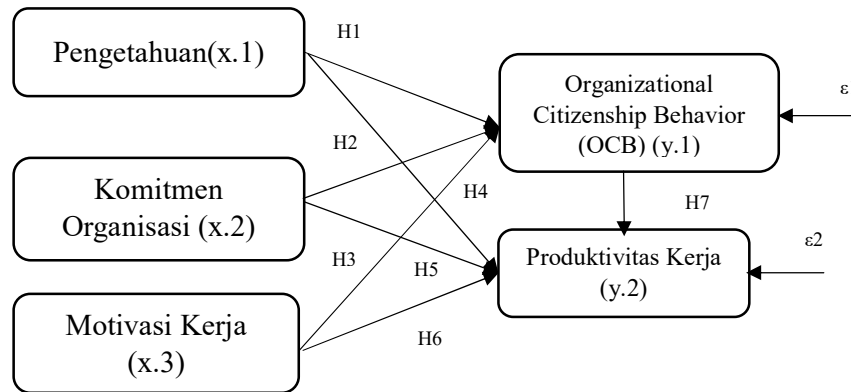 Pengetahuan(x.1)
H1
Organizational
Citizenship Behavior
(OCB) (y.1)
ε
H2
Komitmen
Organisasi (x.2)
H4
H7
H3
H5
Produktivitas Kerja
(y.2)
ε2
Motivasi Kerja
(x.3)
H6